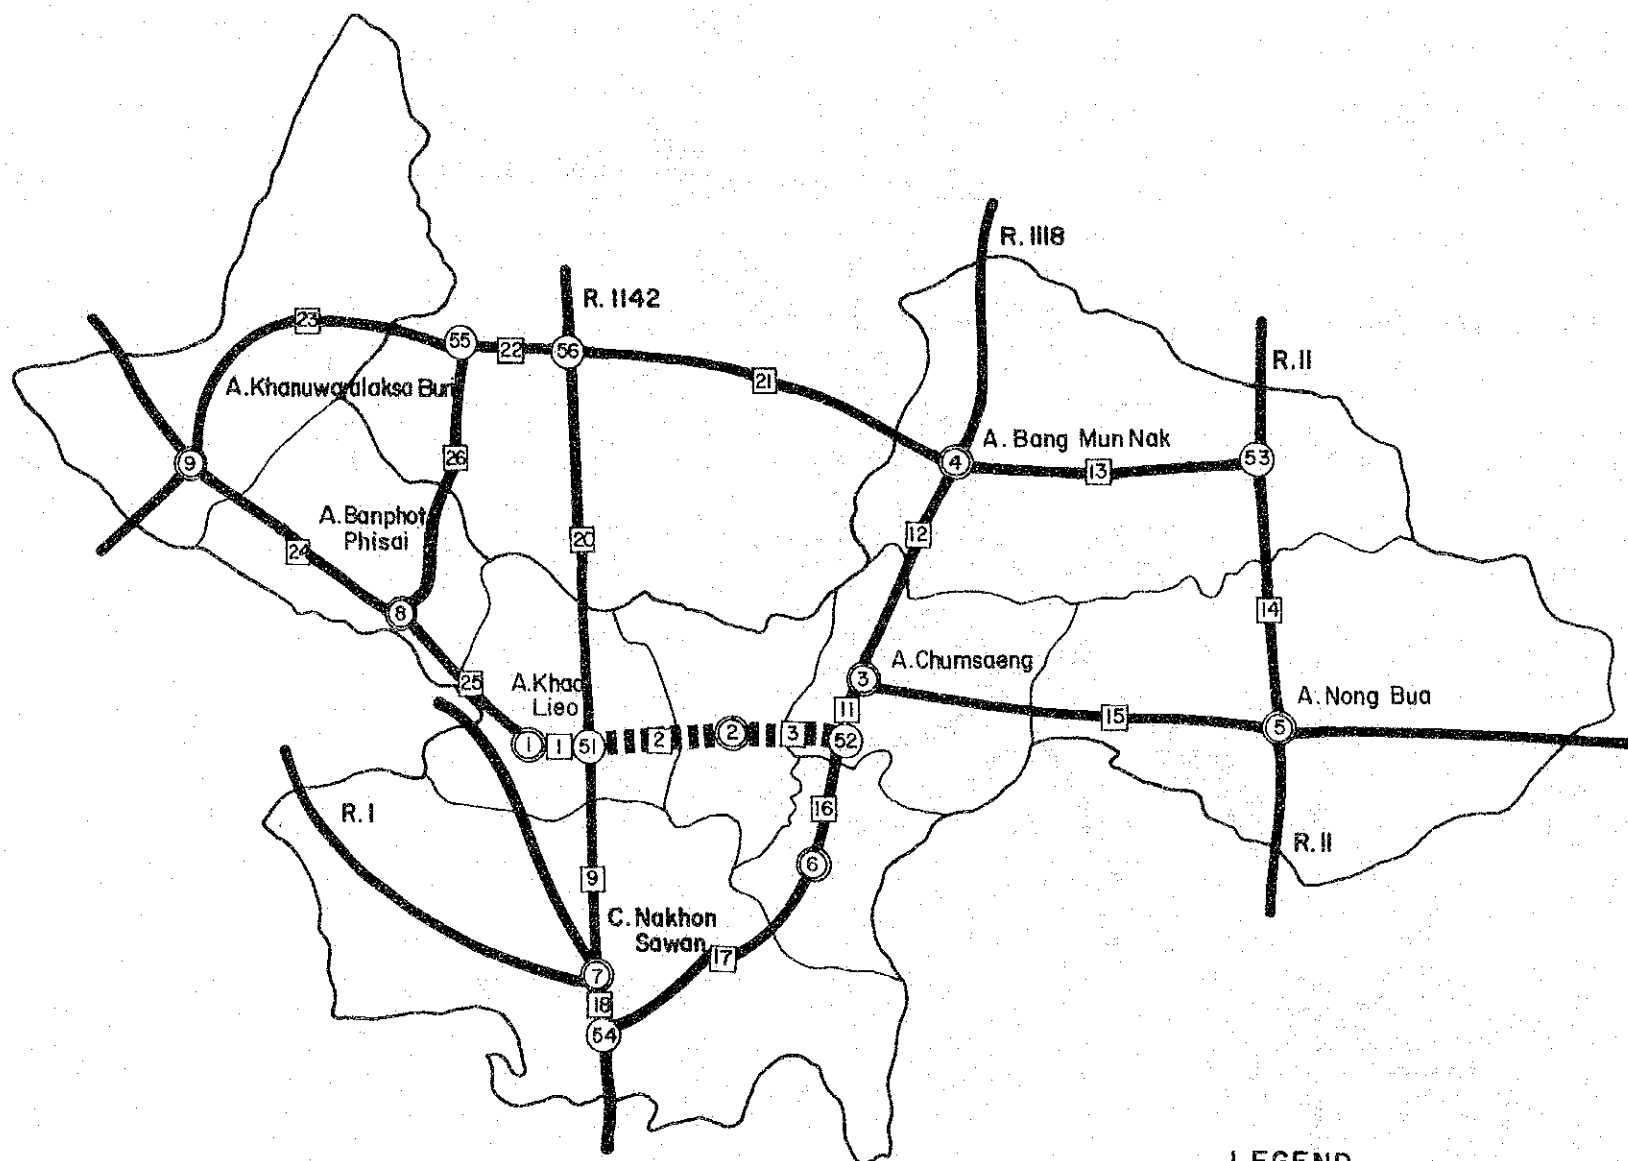 R. 1118
R. 1142
23
55
22
56
21
R. 11
A. Khanuwaralaksa Buri
A. Bang Mun Nak
9
26
4
13
53
A. Banphot
Phisai
24
20
12
8
14
A. Chumsaeng
25
A. Khao
Lieo
3
A. Nong Bua
11
15
1
1
51
2
2
3
52
5
R. 1
16
R. 11
6
9
C. Nakhon
Sawan
17
7
18
54
LEGEND